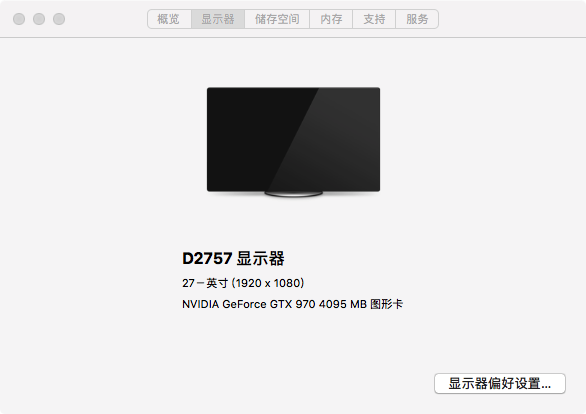 概览 显示器 储存空间 内存 支持 服务
D2757 显示器
27－英寸 (1920 x 1080)
NVIDIA GeForce GTX 970 4095 MB 图形卡
显示器偏好设置...